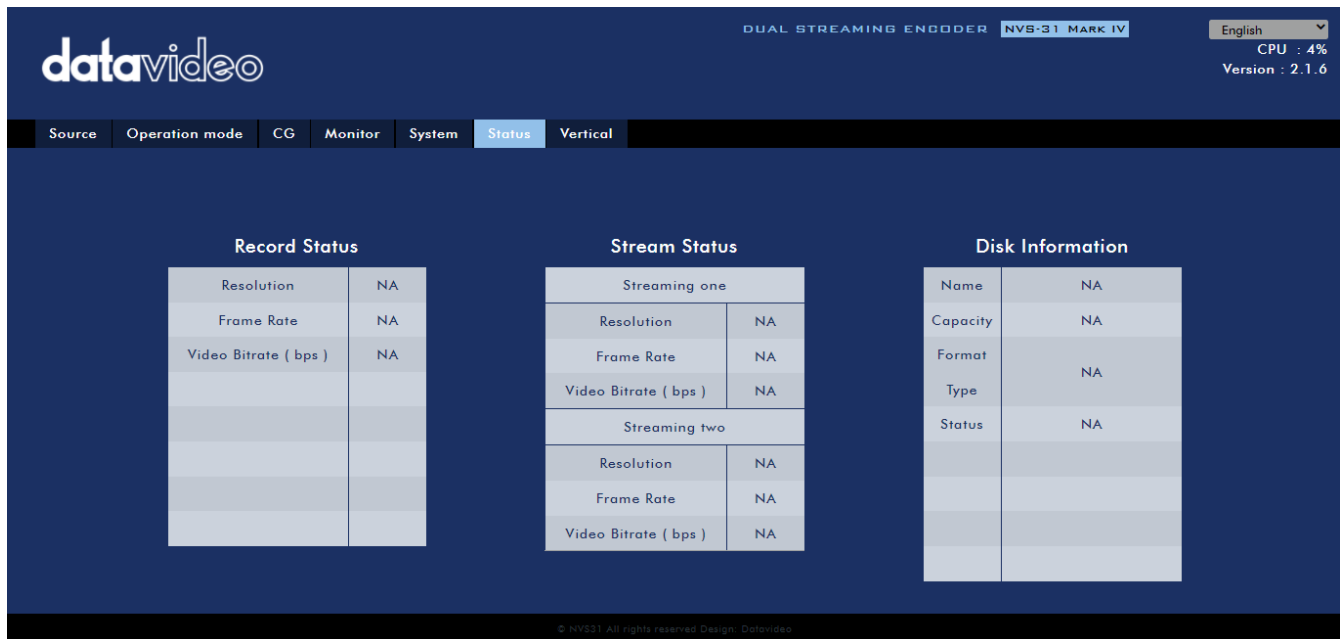 datavideo
DUAL STREAMING ENCODER NVS-31 MARK IV
English
CPU : 4%
Version : 2.1.6
Source Operation mode CG Monitor System Status Vertical
Record Status
Resolution NA
Frame Rate NA
Video Bitrate ( bps ) NA
Stream Status
Streaming one
Resolution NA
Frame Rate NA
Video Bitrate ( bps ) NA
Streaming two
Resolution NA
Frame Rate NA
Video Bitrate ( bps ) NA
Disk Information
Name NA
Capacity NA
Format
Type NA
Status NA
© NVS31 All rights reserved Design: Datavideo